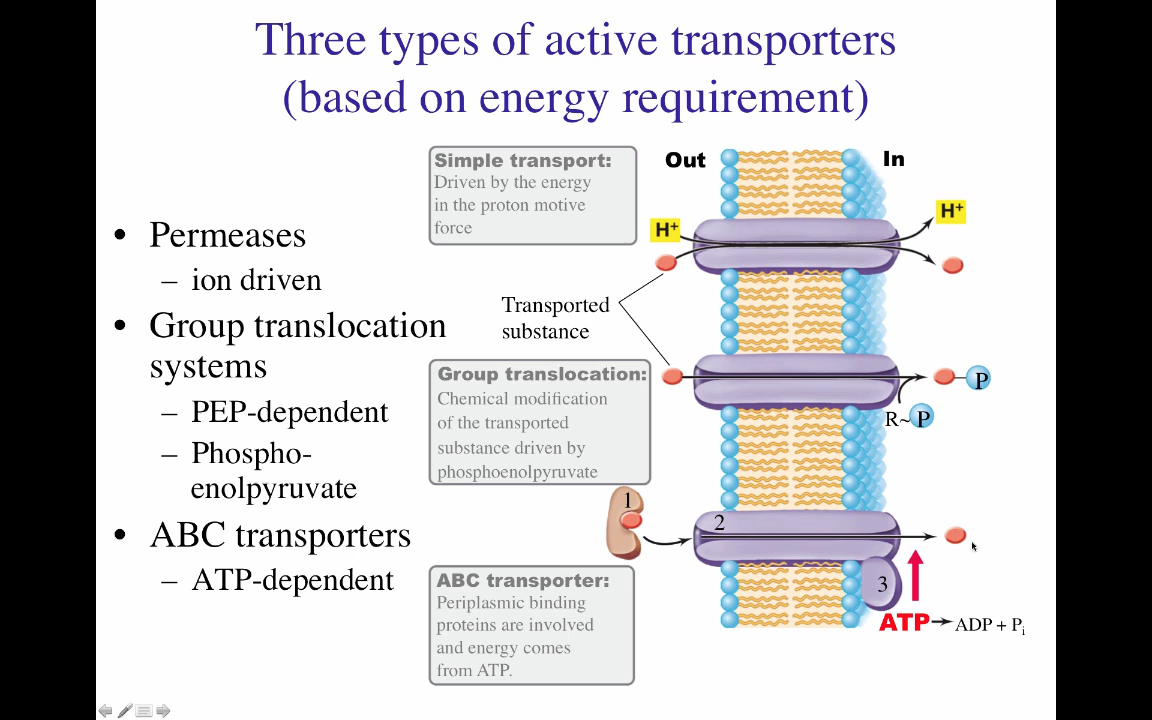 Three types of active transporters
(based on energy requirement)
• Permeases
– ion driven
• Group translocation
systems
– PEP-dependent
– Phospho-
enolpyruvate
• ABC transporters
– ATP-dependent
Simple transport:
Driven by the energy
in the proton motive
force
Out
In
H+
H+
Transported
substance
Group translocation:
Chemical modification
of the transported
substance driven by
phosphoenolpyruvate
P
R~P
1
2
3
ABC transporter:
Periplasmic binding
proteins are involved
and energy comes
from ATP.
ATP→ADP + Pi